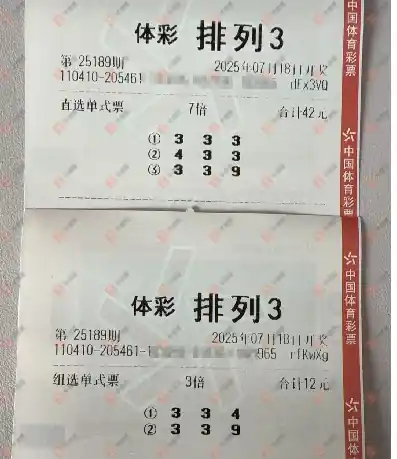 体彩 排列3
第 25189期 2025年07月18日开奖
110410-205461 dFx3VQ
直选单式票 7倍 合计42元
① 3 3 3
② 4 3 3
③ 3 3 9
中国体育彩票
中国体育彩票
体彩 排列3
第 25189期 2025年07月18日开奖
110410-205461-1 965 rfKwXg
组选单式票 3倍 合计12元
① 3 3 4
② 3 3 9
中国体育彩票
中国体